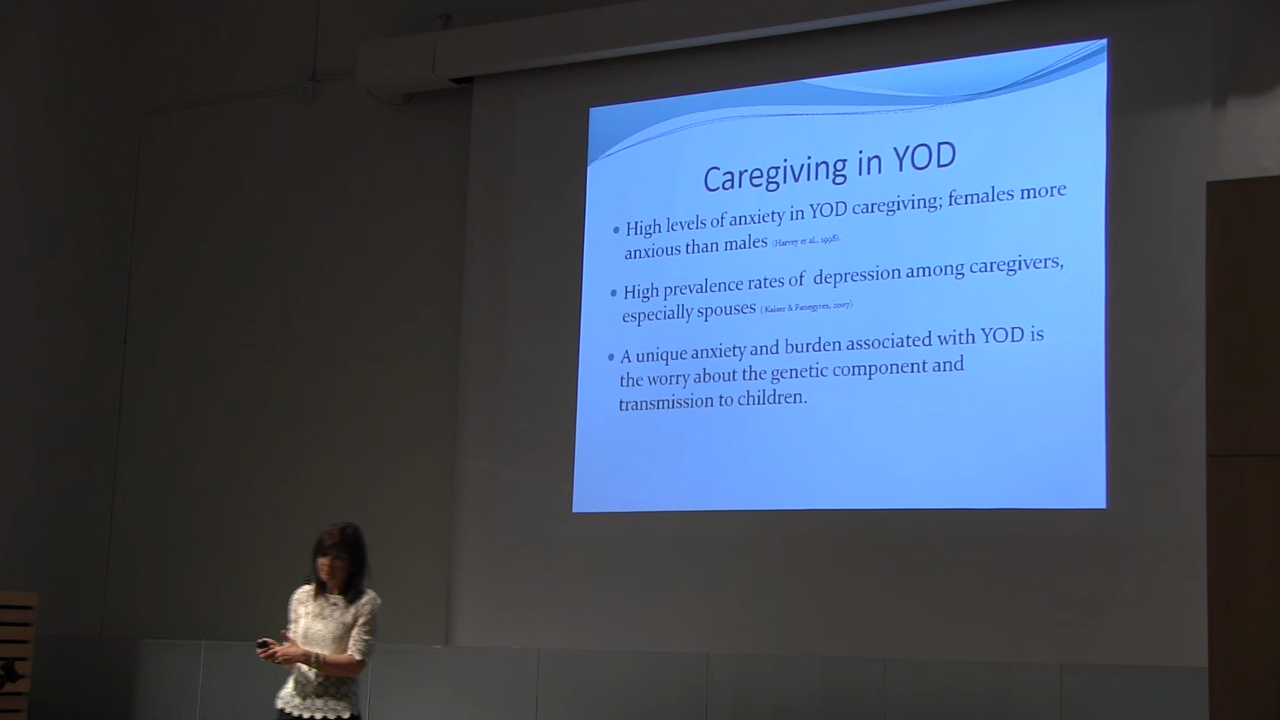 Caregiving in YOD
High levels of anxiety in YOD caregiving; females more
anxious than males (Harvey et al., 1998).
High prevalence rates of depression among caregivers,
especially spouses (Kaiser & Panegyres, 2007).
A unique anxiety and burden associated with YOD is
the worry about the genetic component and
transmission to children.